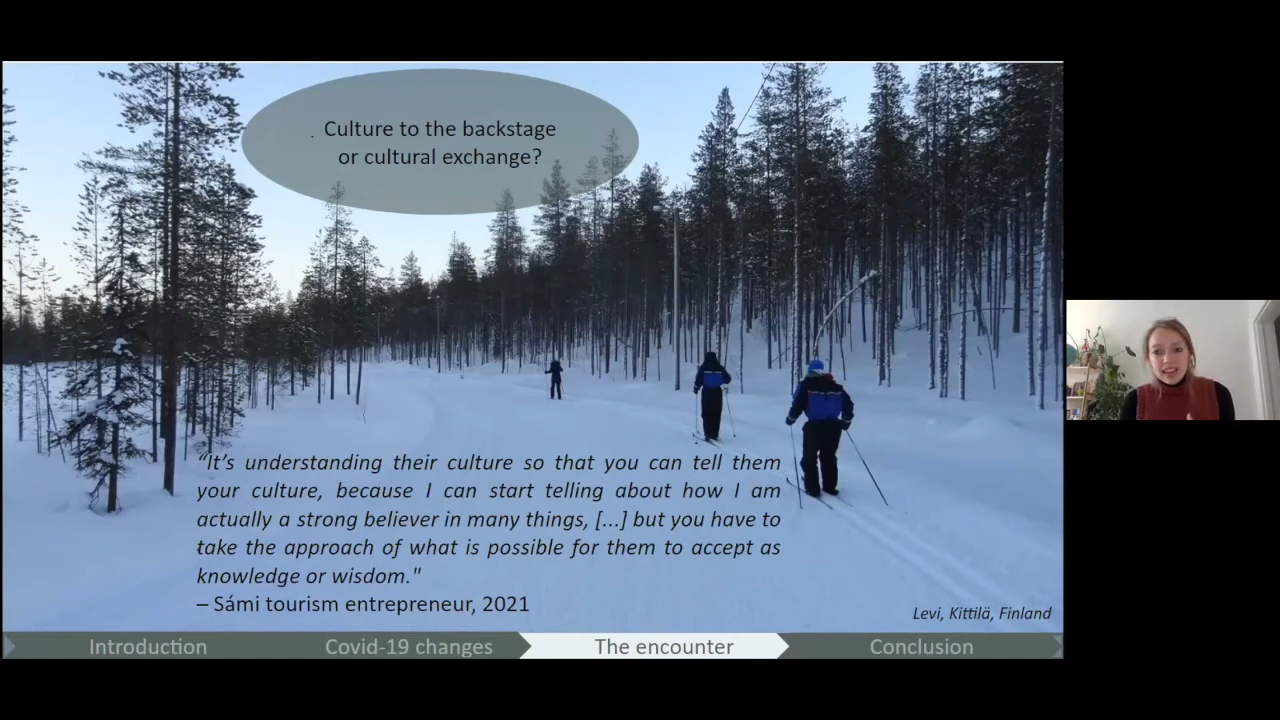 Culture to the backstage
or cultural exchange?
“It’s understanding their culture so that you can tell them
your culture, because I can start telling about how I am
actually a strong believer in many things, [...] but you have to
take the approach of what is possible for them to accept as
knowledge or wisdom."
– Sámi tourism entrepreneur, 2021
Levi, Kittilä, Finland
Introduction
Covid-19 changes
The encounter
Conclusion